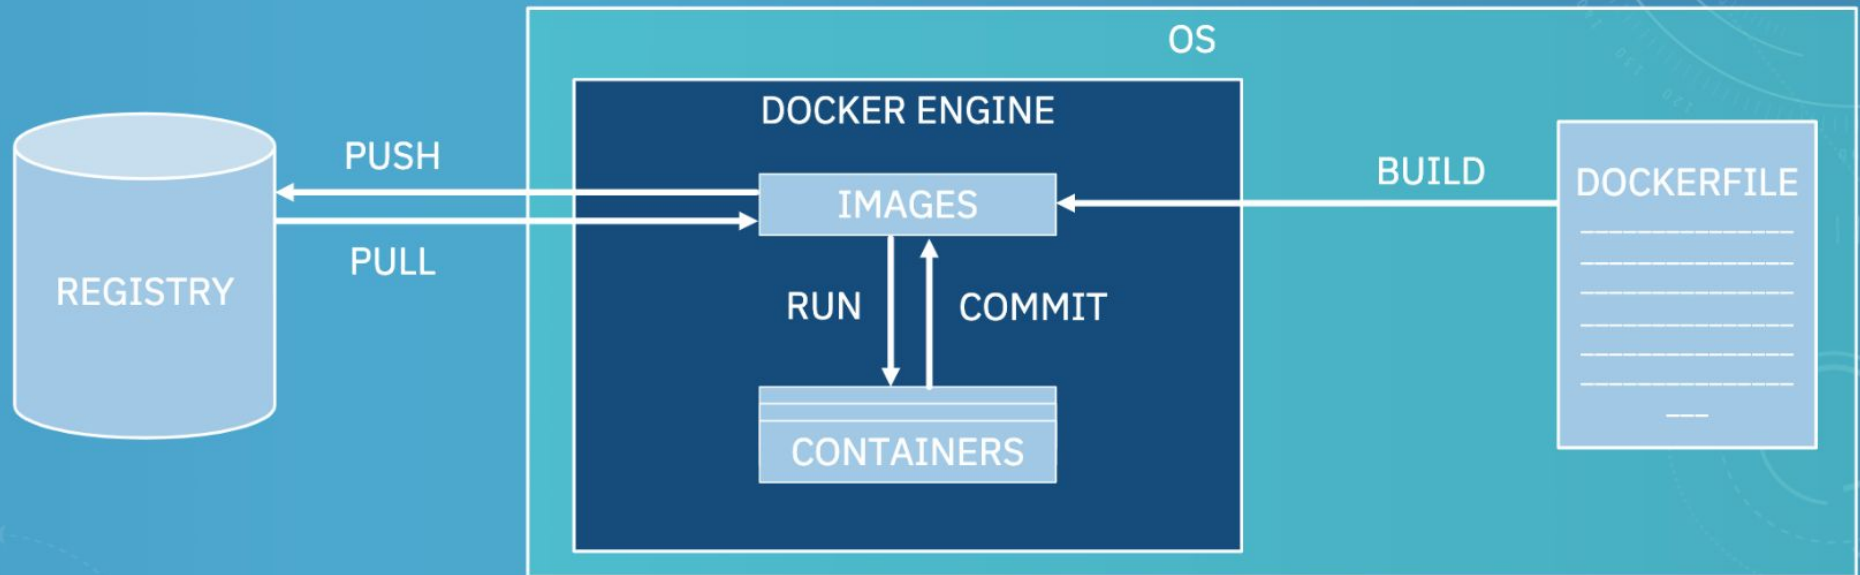 OS
DOCKER ENGINE
PUSH
BUILD
DOCKERFILE
IMAGES
PULL
REGISTRY
RUN
COMMIT
CONTAINERS